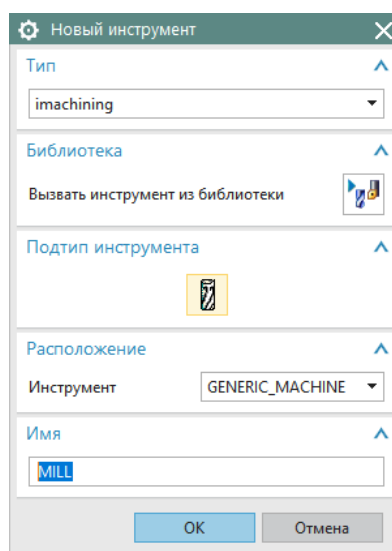 Новый инструмент
Тип
imachining
Библиотека
Вызвать инструмент из библиотеки
Подтип инструмента
Расположение
Инструмент GENERIC_MACHINE
Имя
MILL
OK Отмена